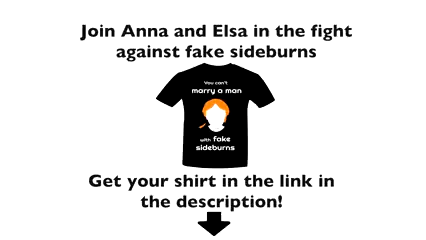 Join Anna and Elsa in the fight
against fake sideburns
You can't
marry a man
with fake
sideburns
Get your shirt in the link in
the description!